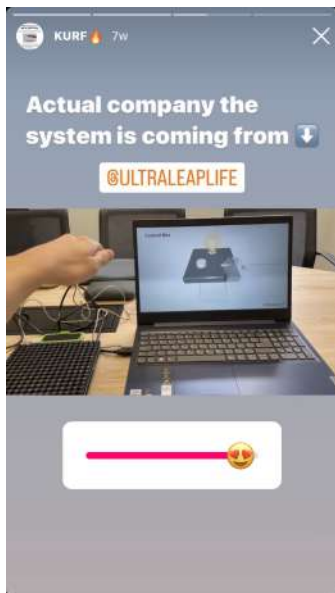 KURF🔥 7w
Actual company the
system is coming from ⬇️
@ULTRALEAPLIFE